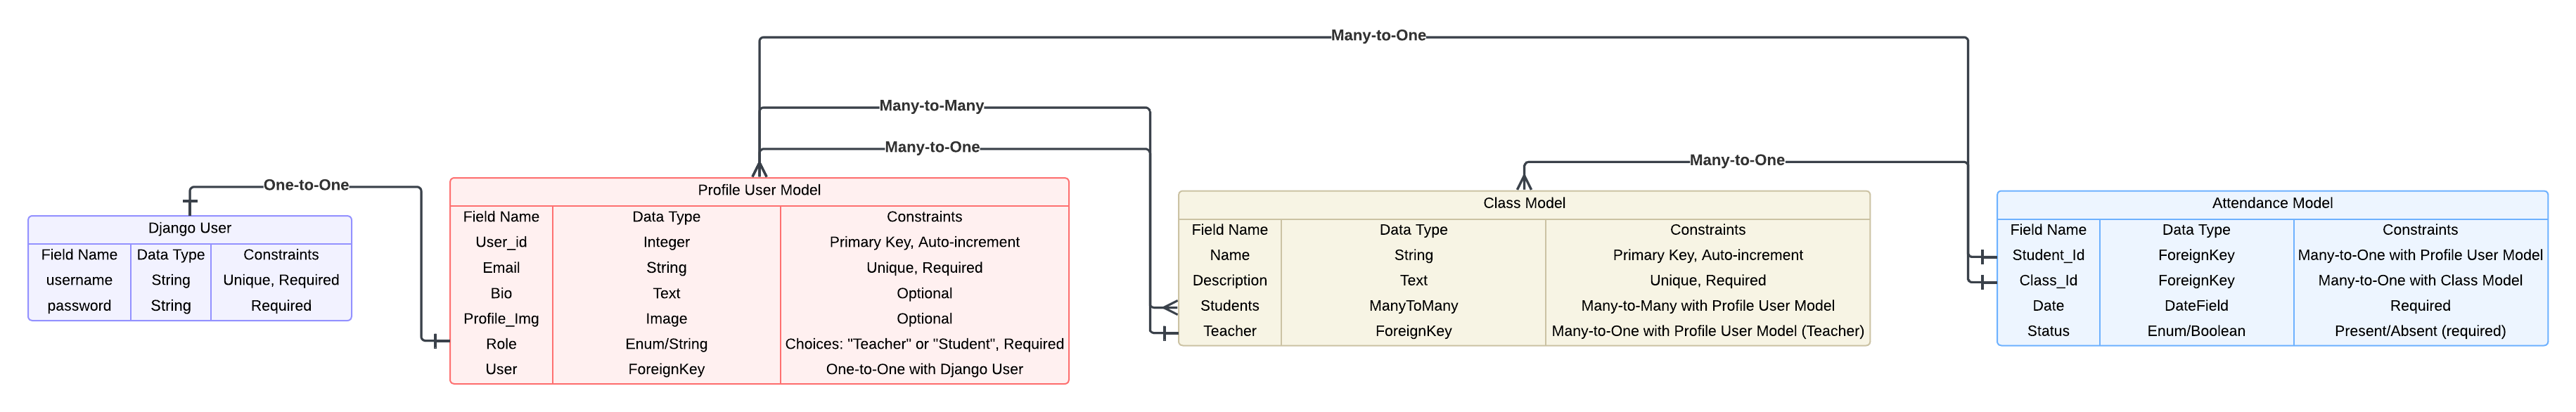 Many-to-One
Many-to-Many
Many-to-One
Many-to-One
One-to-One
Django User
Field Name Data Type Constraints
username String Unique, Required
password String Required
Profile User Model
Field Name Data Type Constraints
User_id Integer Primary Key, Auto-increment
Email String Unique, Required
Bio Text Optional
Profile_Img Image Optional
Role Enum/String Choices: "Teacher" or "Student", Required
User ForeignKey One-to-One with Django User
Class Model
Field Name Data Type Constraints
Name String Primary Key, Auto-increment
Description Text Unique, Required
Students ManyToMany Many-to-Many with Profile User Model
Teacher ForeignKey Many-to-One with Profile User Model (Teacher)
Attendance Model
Field Name Data Type Constraints
Student_Id ForeignKey Many-to-One with Profile User Model
Class_Id ForeignKey Many-to-One with Class Model
Date DateField Required
Status Enum/Boolean Present/Absent (required)